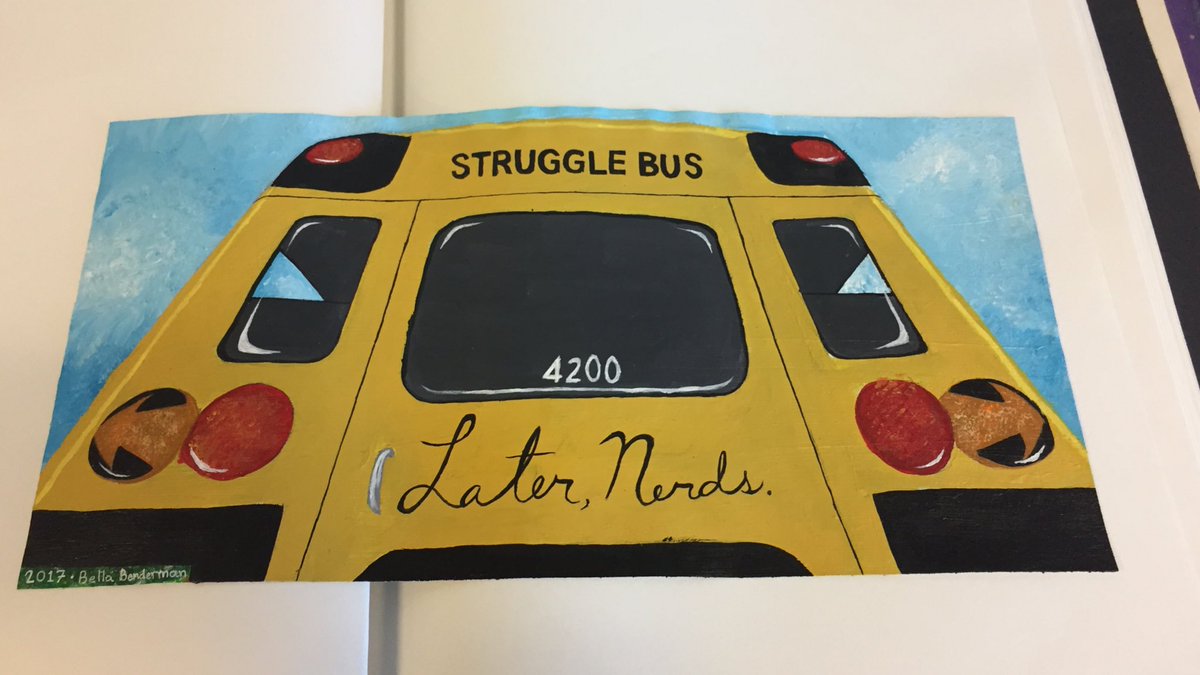 STRUGGLE BUS
4200
Later, Nerds.
2017 · Bella Benderman